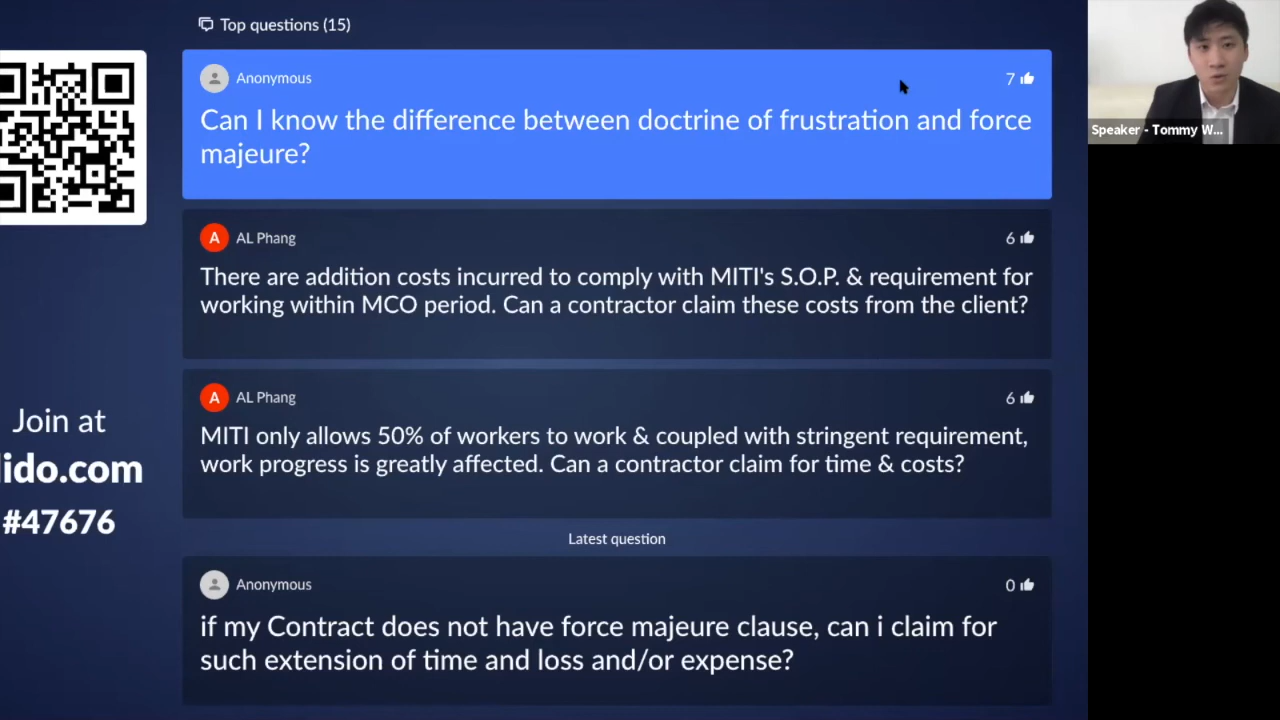 Top questions (15)
Anonymous
7
Can I know the difference between doctrine of frustration and force
majeure?
A AL Phang
6
There are addition costs incurred to comply with MITI's S.O.P. & requirement for
working within MCO period. Can a contractor claim these costs from the client?
A AL Phang
6
MITI only allows 50% of workers to work & coupled with stringent requirement,
work progress is greatly affected. Can a contractor claim for time & costs?
Latest question
Anonymous
0
if my Contract does not have force majeure clause, can i claim for
such extension of time and loss and/or expense?
Join at
lido.com
#47676
Speaker - Tommy W...